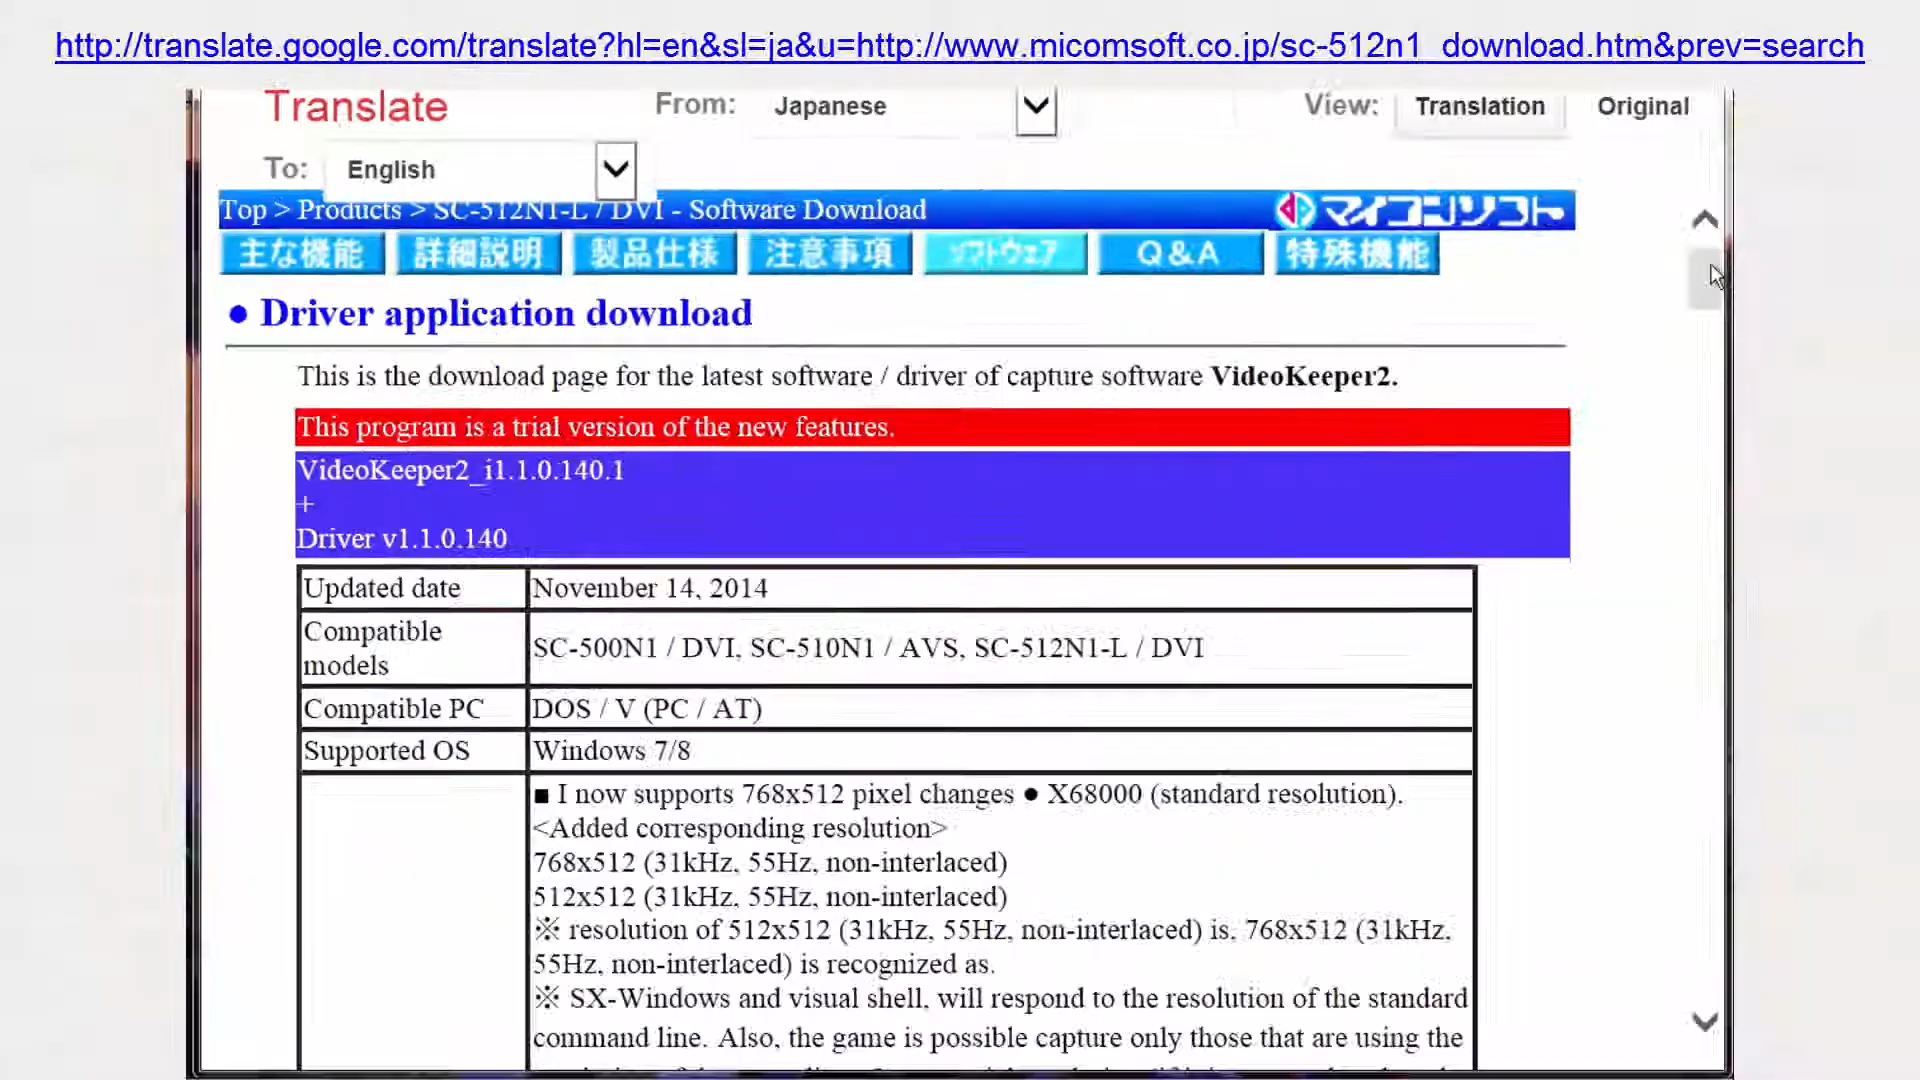 http://translate.google.com/translate?hl=en&sl=ja&u=http://www.micomsoft.co.jp/sc-512n1_download.htm&prev=search
Translate From: Japanese View: Translation Original
To: English
Top > Products > SC-512N1-L / DVI - Software Download マイコンソフト
主な機能 詳細説明 製品仕様 注意事項 ソフトウェア Q&A 特殊機能
● Driver application download
This is the download page for the latest software / driver of capture software VideoKeeper2.
This program is a trial version of the new features.
VideoKeeper2_i1.1.0.140.1
+
Driver v1.1.0.140
Updated date November 14, 2014
Compatible models SC-500N1 / DVI, SC-510N1 / AVS, SC-512N1-L / DVI
Compatible PC DOS / V (PC / AT)
Supported OS Windows 7/8
■ I now supports 768x512 pixel changes ● X68000 (standard resolution).
<Added corresponding resolution>
768x512 (31kHz, 55Hz, non-interlaced)
512x512 (31kHz, 55Hz, non-interlaced)
※ resolution of 512x512 (31kHz, 55Hz, non-interlaced) is, 768x512 (31kHz,
55Hz, non-interlaced) is recognized as.
※ SX-Windows and visual shell, will respond to the resolution of the standard
command line. Also, the game is possible capture only those that are using the